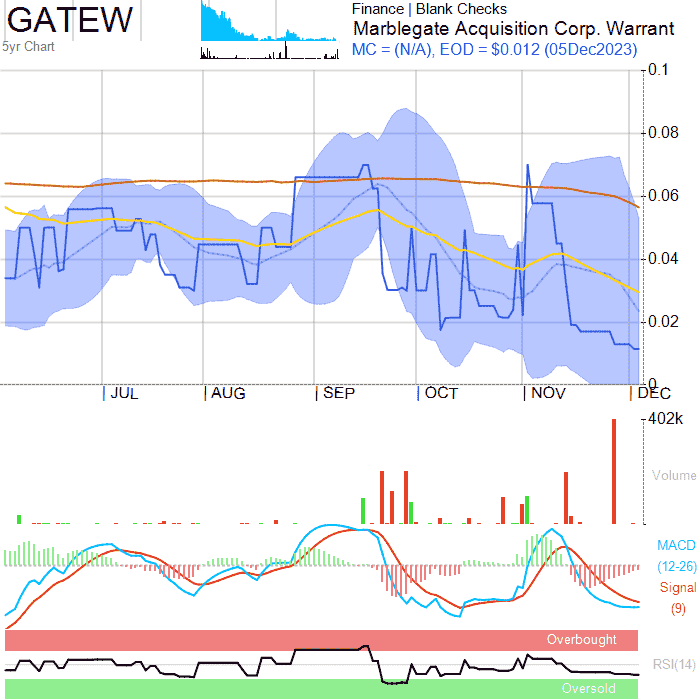 GATEW
5yr Chart
Finance | Blank Checks
Marblegate Acquisition Corp. Warrant
MC = (N/A), EOD = $0.012 (05Dec2023)
0.1
0.08
0.06
0.04
0.02
0
JUL
AUG
SEP
OCT
NOV
DEC
402k
Volume
MACD
(12-26)
Signal
(9)
Overbought
RSI(14)
Oversold